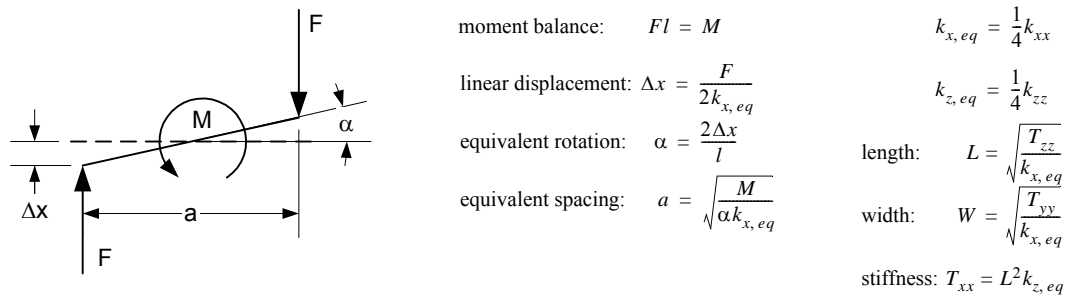 F
M
α
Δx
a
F
moment balance: Fl = M
linear displacement: Δx = F / 2k_{x, eq}
equivalent rotation: α = 2Δx / l
equivalent spacing: a = √(M / αk_{x, eq})
k_{x, eq} = 1/4 k_{xx}
k_{z, eq} = 1/4 k_{zz}
length: L = √(T_{zz} / k_{x, eq})
width: W = √(T_{yy} / k_{x, eq})
stiffness: T_{xx} = L²k_{z, eq}